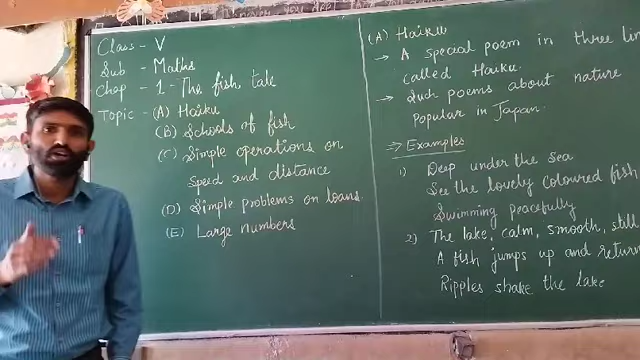 Class - V
Sub - Maths
Chap - 1 - The fish tale
Topic - (A) Haiku
(B) Schools of fish
(C) Simple operations on
Speed and distance
(D) Simple problems on loans
(E) Large numbers
(A) Haiku
→ A special poem in three lin
called Haiku.
→ Such poems about nature
Popular in Japan.
⇒ Examples
1) Deep under the sea
See the lovely coloured fish
Swimming peacefully
2) The lake, calm, smooth, still
A fish jumps up and return
Ripples shake the lake